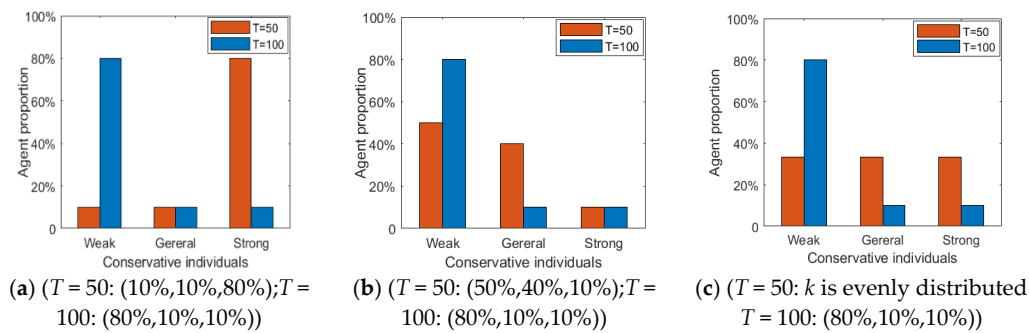 100%
80%
60%
40%
20%
0
Agent proportion
T=50
T=100
Weak
Gereral
Strong
Conservative individuals
(a) (T = 50: (10%,10%,80%);T =
100: (80%,10%,10%))
100%
80%
60%
40%
20%
0
Agent proportion
T=50
T=100
Weak
Gereral
Strong
Conservative individuals
(b) (T = 50: (50%,40%,10%);T =
100: (80%,10%,10%))
100%
80%
60%
40%
20%
0
Agent proportion
T=50
T=100
Weak
Gereral
Strong
Conservative individuals
(c) (T = 50: k is evenly distributed
T = 100: (80%,10%,10%))